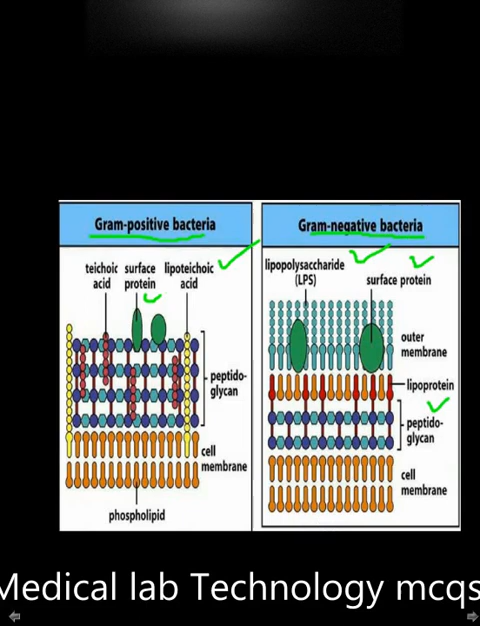 Gram-positive bacteria
teichoic acid
surface protein
lipoteichoic acid
peptido-
glycan
cell
membrane
phospholipid
Gram-negative bacteria
lipopolysaccharide
(LPS)
surface protein
outer
membrane
lipoprotein
peptido-
glycan
cell
membrane
Medical lab Technology mcqs